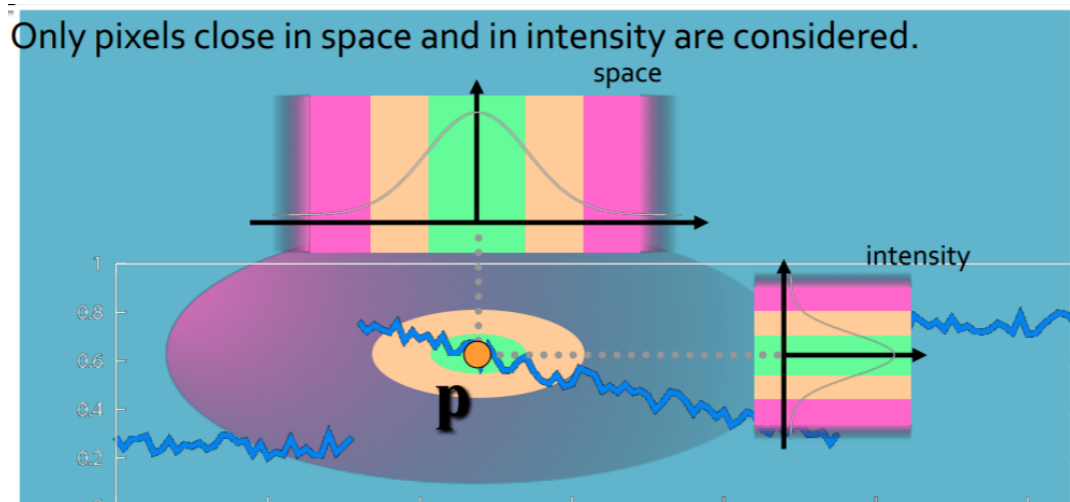 Only pixels close in space and in intensity are considered.
space
intensity
1
0.8
0.6
0.4
0.2
p